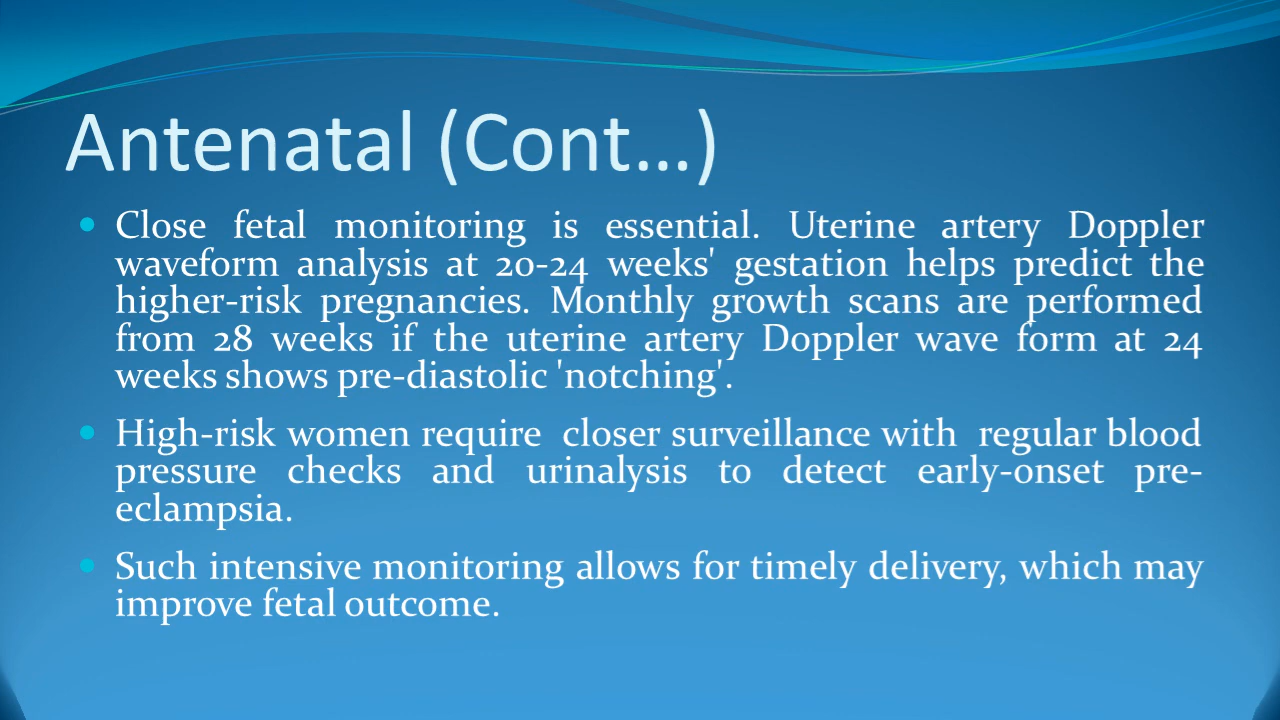 Antenatal (Cont…)
• Close fetal monitoring is essential. Uterine artery Doppler
waveform analysis at 20-24 weeks' gestation helps predict the
higher-risk pregnancies. Monthly growth scans are performed
from 28 weeks if the uterine artery Doppler wave form at 24
weeks shows pre-diastolic 'notching'.
• High-risk women require closer surveillance with regular blood
pressure checks and urinalysis to detect early-onset pre-
eclampsia.
• Such intensive monitoring allows for timely delivery, which may
improve fetal outcome.